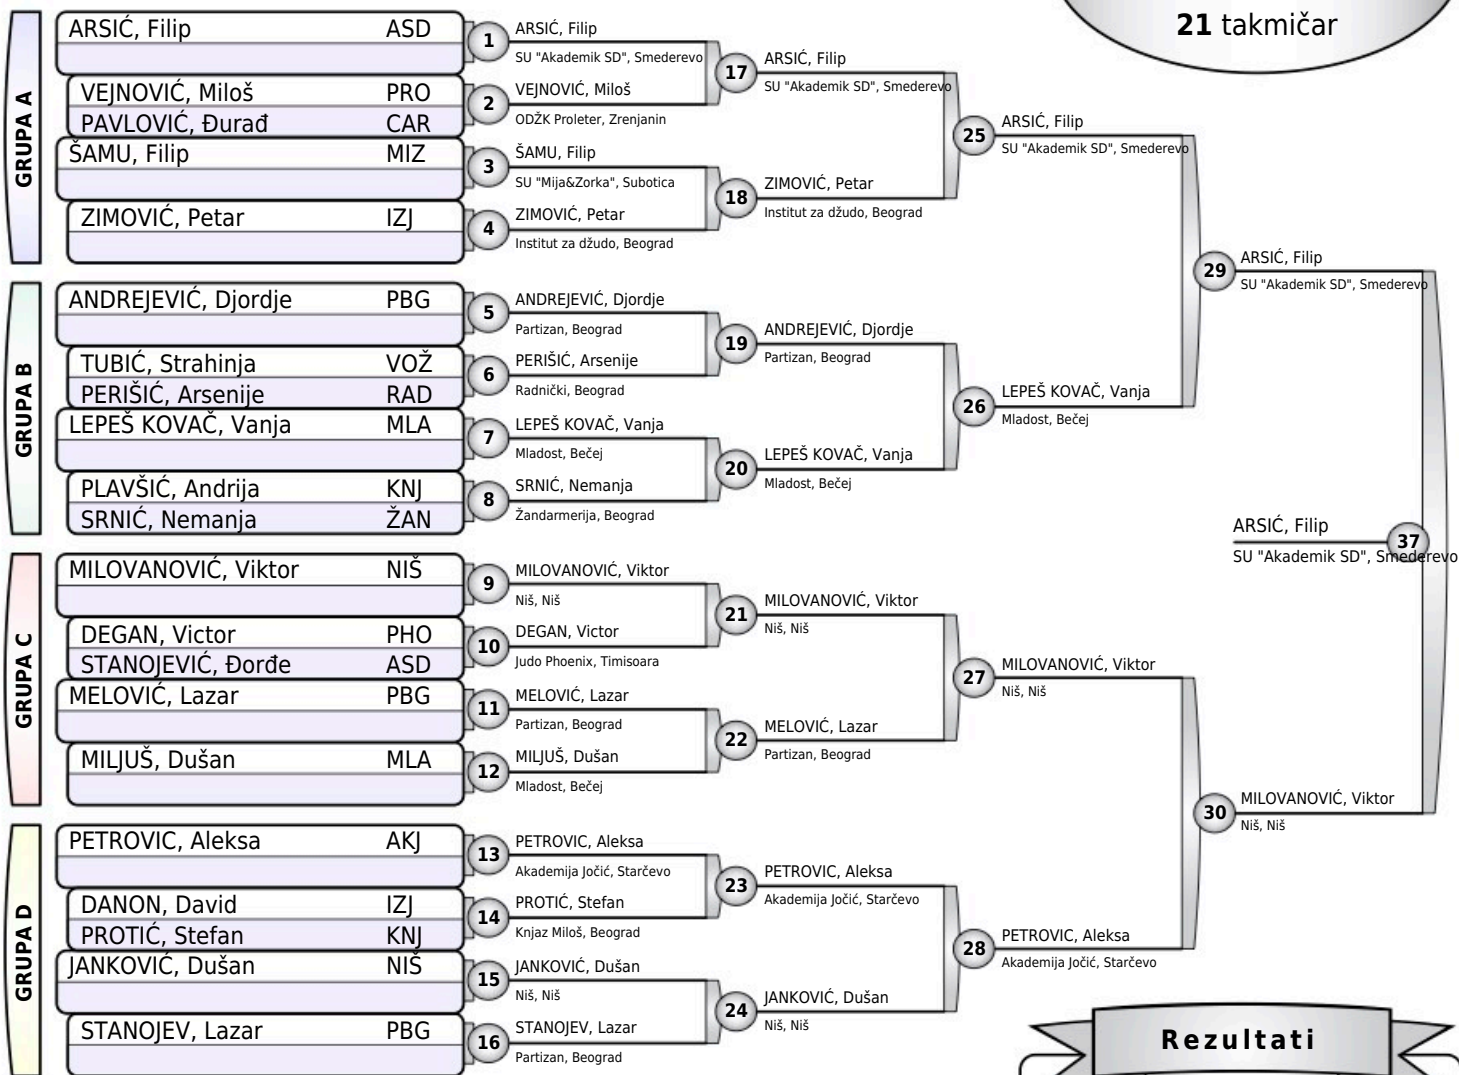 21 takmičar
GRUPA A
ARSIĆ, Filip ASD
VEJNOVIĆ, Miloš PRO
PAVLOVIĆ, Đurađ CAR
ŠAMU, Filip MIZ
ZIMOVIĆ, Petar IZJ
GRUPA B
ANDREJEVIĆ, Djordje PBG
TUBIĆ, Strahinja VOŽ
PERIŠIĆ, Arsenije RAD
LEPEŠ KOVAČ, Vanja MLA
PLAVŠIĆ, Andrija KNJ
SRNIĆ, Nemanja ŽAN
GRUPA C
MILOVANOVIĆ, Viktor NIŠ
DEGAN, Victor PHO
STANOJEVIĆ, Đorđe ASD
MELOVIĆ, Lazar PBG
MILJUŠ, Dušan MLA
GRUPA D
PETROVIC, Aleksa AKJ
DANON, David IZJ
PROTIĆ, Stefan KNJ
JANKOVIĆ, Dušan NIŠ
STANOJEV, Lazar PBG
1 ARSIĆ, Filip
SU "Akademik SD", Smederevo
2 VEJNOVIĆ, Miloš
ODŽK Proleter, Zrenjanin
3 ŠAMU, Filip
SU "Mija&Zorka", Subotica
4 ZIMOVIĆ, Petar
Institut za džudo, Beograd
5 ANDREJEVIĆ, Djordje
Partizan, Beograd
6 PERIŠIĆ, Arsenije
Radnički, Beograd
7 LEPEŠ KOVAČ, Vanja
Mladost, Bečej
8 SRNIĆ, Nemanja
Žandarmerija, Beograd
9 MILOVANOVIĆ, Viktor
Niš, Niš
10 DEGAN, Victor
Judo Phoenix, Timisoara
11 MELOVIĆ, Lazar
Partizan, Beograd
12 MILJUŠ, Dušan
Mladost, Bečej
13 PETROVIC, Aleksa
Akademija Jočić, Starčevo
14 PROTIĆ, Stefan
Knjaz Miloš, Beograd
15 JANKOVIĆ, Dušan
Niš, Niš
16 STANOJEV, Lazar
Partizan, Beograd
17 ARSIĆ, Filip
SU "Akademik SD", Smederevo
18 ZIMOVIĆ, Petar
Institut za džudo, Beograd
19 ANDREJEVIĆ, Djordje
Partizan, Beograd
20 LEPEŠ KOVAČ, Vanja
Mladost, Bečej
21 MILOVANOVIĆ, Viktor
Niš, Niš
22 MELOVIĆ, Lazar
Partizan, Beograd
23 PETROVIC, Aleksa
Akademija Jočić, Starčevo
24 JANKOVIĆ, Dušan
Niš, Niš
25 ARSIĆ, Filip
SU "Akademik SD", Smederevo
26 LEPEŠ KOVAČ, Vanja
Mladost, Bečej
27 MILOVANOVIĆ, Viktor
Niš, Niš
28 PETROVIC, Aleksa
Akademija Jočić, Starčevo
29 ARSIĆ, Filip
SU "Akademik SD", Smederevo
30 MILOVANOVIĆ, Viktor
Niš, Niš
ARSIĆ, Filip 37
SU "Akademik SD", Smederevo
Rezultati